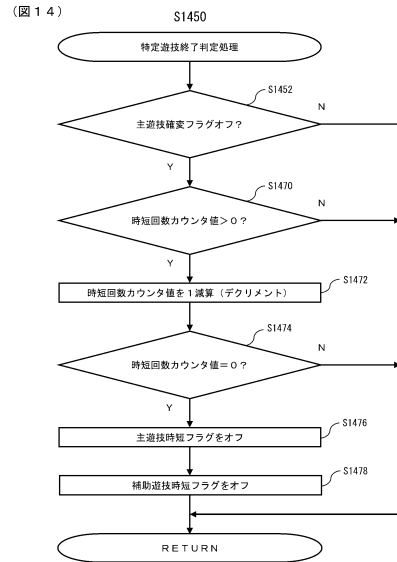 （図１４）
S1450
特定遊技終了判定処理
S1452
N
主遊技確変フラグオフ？
Y
S1470
N
時短回数カウンタ値＞０？
Y
S1472
時短回数カウンタ値を１減算（デクリメント）
S1474
N
時短回数カウンタ値＝０？
Y
S1476
主遊技時短フラグをオフ
S1478
補助遊技時短フラグをオフ
ＲＥＴＵＲＮ